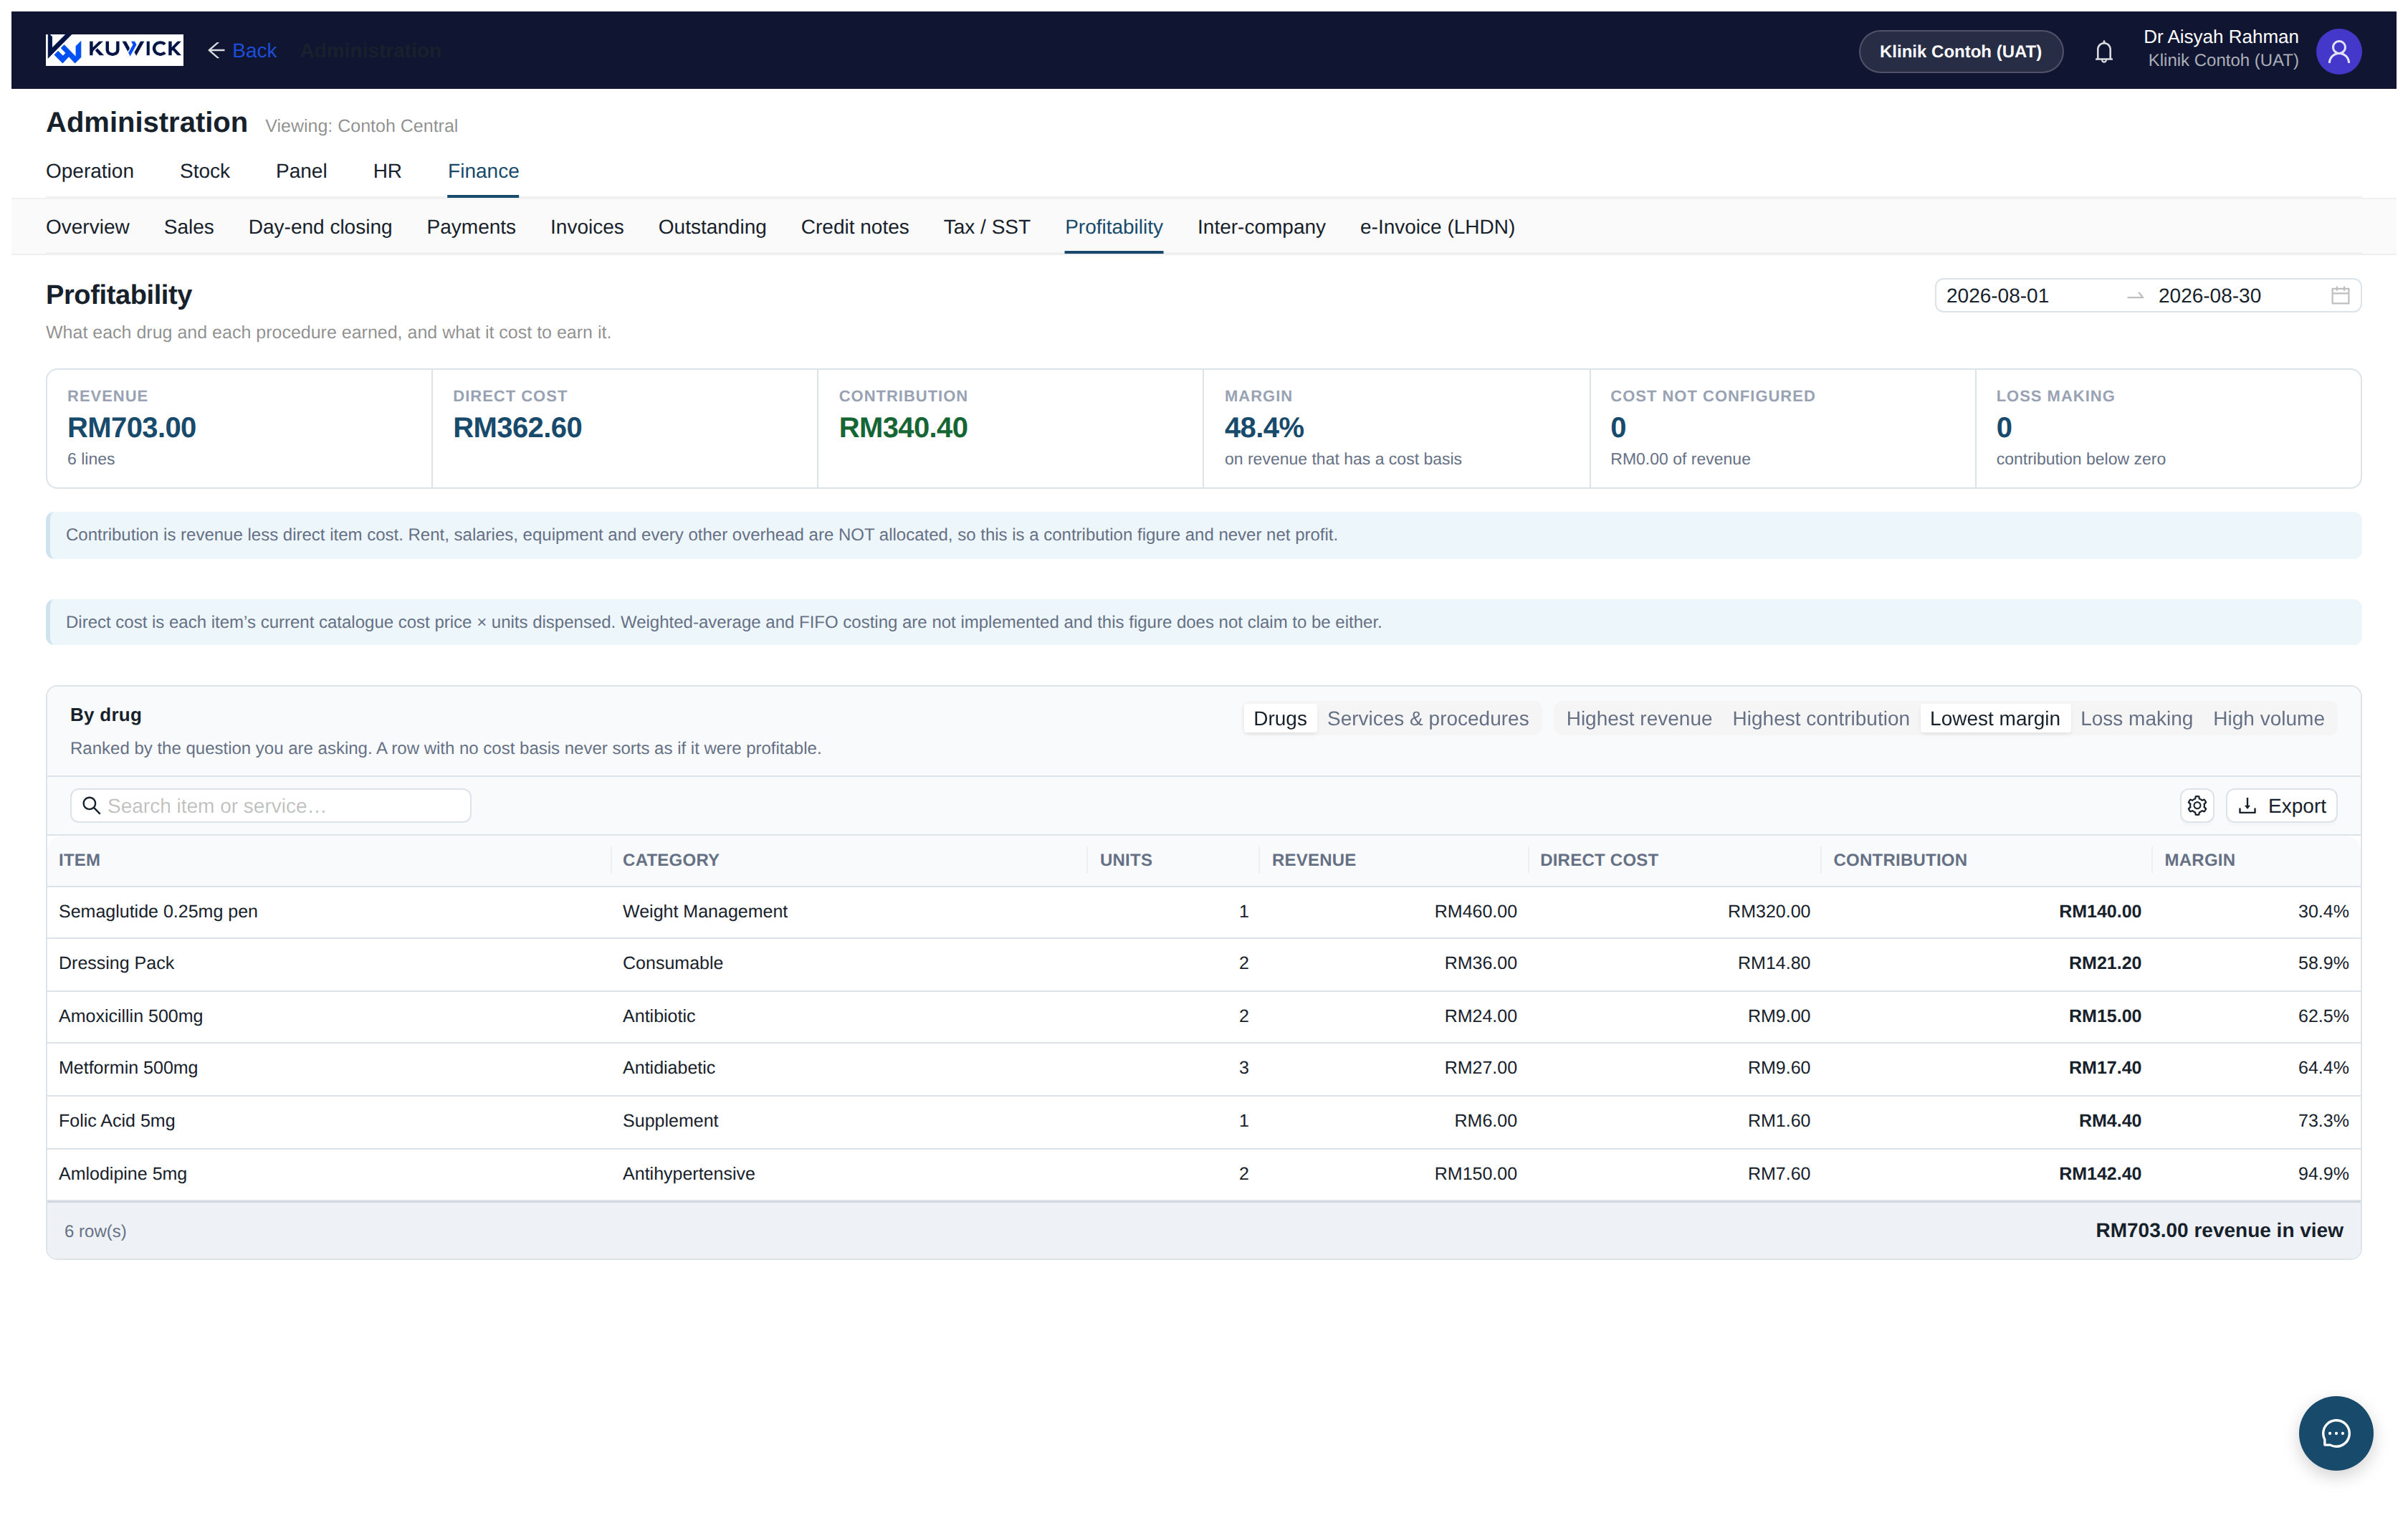 KUWICK
Back Administration
Klinik Contoh (UAT)
Dr Aisyah Rahman
Klinik Contoh (UAT)
Administration Viewing: Contoh Central
Operation Stock Panel HR Finance
Overview Sales Day-end closing Payments Invoices Outstanding Credit notes Tax / SST Profitability Inter-company e-Invoice (LHDN)
Profitability
2026-08-01 2026-08-30
What each drug and each procedure earned, and what it cost to earn it.
REVENUE DIRECT COST CONTRIBUTION MARGIN COST NOT CONFIGURED LOSS MAKING
RM703.00 RM362.60 RM340.40 48.4% 0 0
6 lines on revenue that has a cost basis RM0.00 of revenue contribution below zero
Contribution is revenue less direct item cost. Rent, salaries, equipment and every other overhead are NOT allocated, so this is a contribution figure and never net profit.
Direct cost is each item’s current catalogue cost price × units dispensed. Weighted-average and FIFO costing are not implemented and this figure does not claim to be either.
By drug
Drugs Services & procedures Highest revenue Highest contribution Lowest margin Loss making High volume
Ranked by the question you are asking. A row with no cost basis never sorts as if it were profitable.
Search item or service…
Export
ITEM CATEGORY UNITS REVENUE DIRECT COST CONTRIBUTION MARGIN
Semaglutide 0.25mg pen Weight Management 1 RM460.00 RM320.00 RM140.00 30.4%
Dressing Pack Consumable 2 RM36.00 RM14.80 RM21.20 58.9%
Amoxicillin 500mg Antibiotic 2 RM24.00 RM9.00 RM15.00 62.5%
Metformin 500mg Antidiabetic 3 RM27.00 RM9.60 RM17.40 64.4%
Folic Acid 5mg Supplement 1 RM6.00 RM1.60 RM4.40 73.3%
Amlodipine 5mg Antihypertensive 2 RM150.00 RM7.60 RM142.40 94.9%
6 row(s) RM703.00 revenue in view